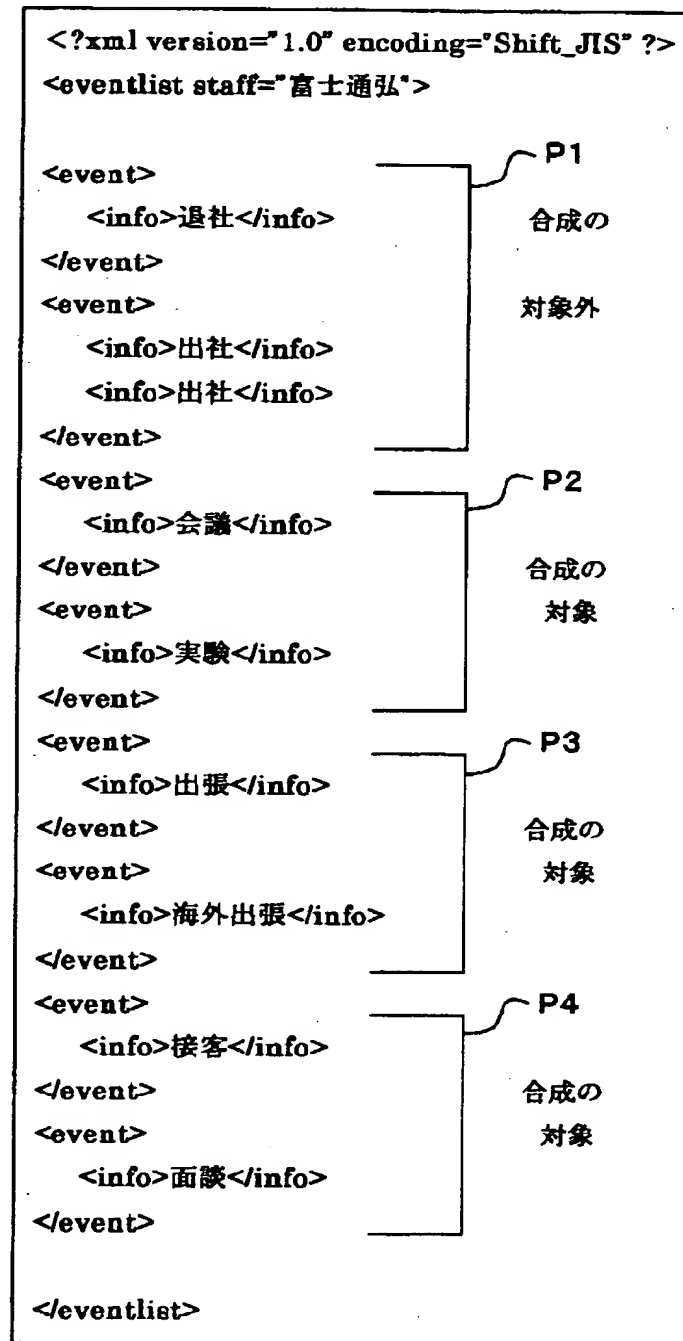 <?xml version="1.0" encoding="Shift_JIS" ?>
<eventlist staff="富士通弘">
P1
<event>
<info>退社</info>
合成の
</event>
<event>
対象外
<info>出社</info>
<info>出社</info>
</event>
<event>
P2
<info>会議</info>
</event>
合成の
<event>
対象
<info>実験</info>
</event>
<event>
P3
<info>出張</info>
</event>
合成の
<event>
対象
<info>海外出張</info>
</event>
<event>
P4
<info>接客</info>
</event>
合成の
<event>
対象
<info>面談</info>
</event>
</eventlist>